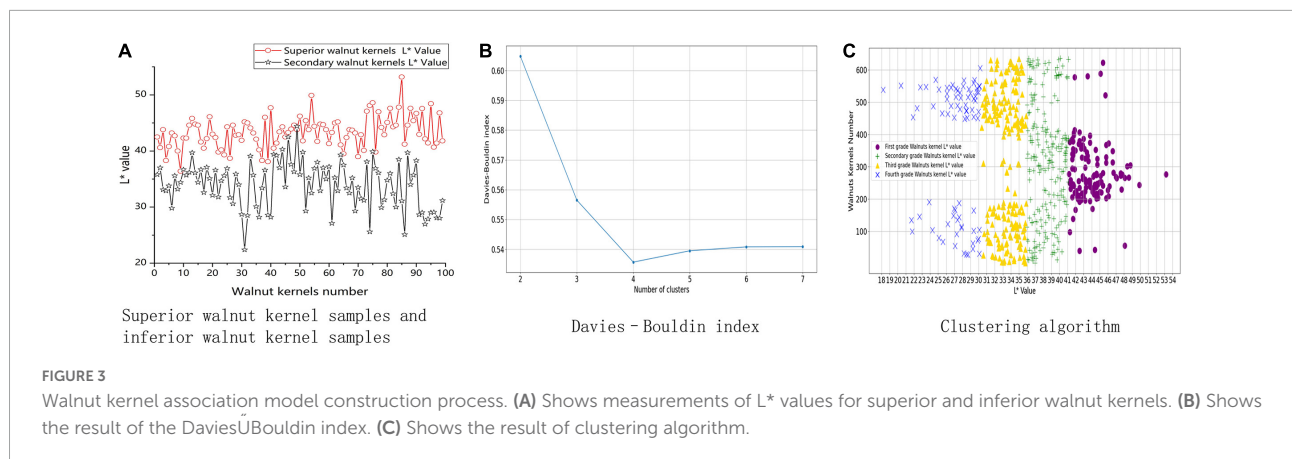 A
Superior walnut kernels L* Value
Secondary walnut kernels L* Value
50
40
30
20
L* value
0 10 20 30 40 50 60 70 80 90 100
Walnut kernels number
Superior walnut kernel samples and
inferior walnut kernel samples
B
0.60
0.59
0.58
0.57
0.56
0.55
0.54
Davies-Bouldin index
2 3 4 5 6 7
Number of clusters
Davies–Bouldin index
C
600
500
400
300
200
100
Walnuts Kernels Number
First grade Walnuts kernel L* value
Secondary grade Walnuts kernel L* value
Third grade Walnuts kernel L* value
Fourth grade Walnuts kernel L* value
18 19 20 21 22 23 24 25 26 27 28 29 30 31 32 33 34 35 36 37 38 39 40 41 42 43 44 45 46 47 48 49 50 51 52 53 54
L* Value
Clustering algorithm
FIGURE 3
Walnut kernel association model construction process. (A) Shows measurements of L* values for superior and inferior walnut kernels. (B) Shows
the result of the DaviesŰBouldin index. (C) Shows the result of clustering algorithm.